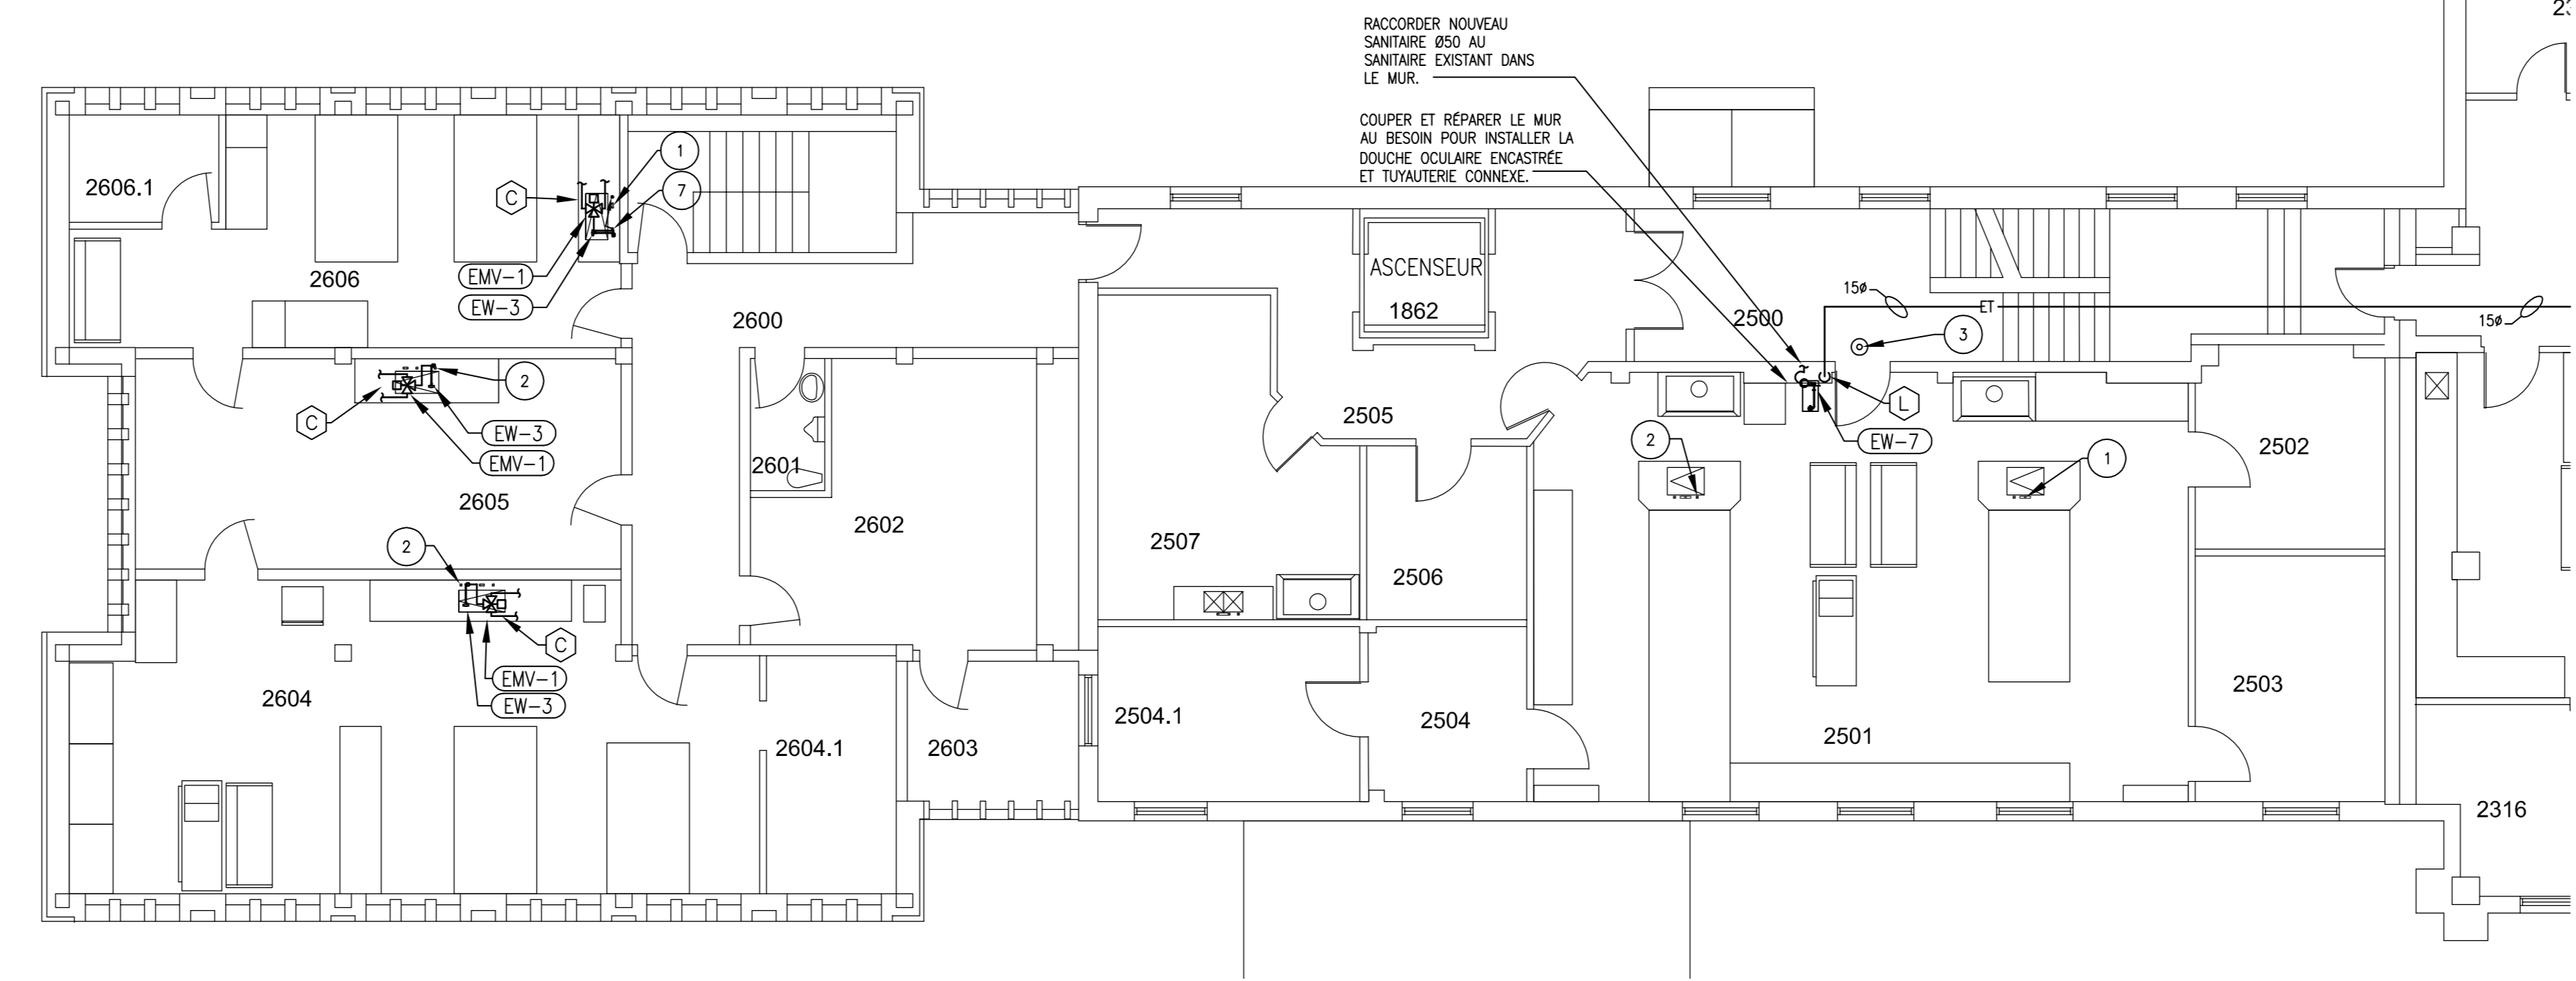 RACCORDER NOUVEAU
SANITAIRE Ø50 AU
SANITAIRE EXISTANT DANS
LE MUR.
COUPER ET RÉPARER LE MUR
AU BESOIN POUR INSTALLER LA
DOUCHE OCULAIRE ENCASTRÉE
ET TUYAUTERIE CONNEXE.
2606.1
C
1
7
EMV-1
EW-3
2606
2600
ASCENSEUR
1862
2500
15ø
ET
15ø
3
2
C
EW-3
EMV-1
2605
2601
2602
2505
L
EW-7
2
1
2502
2507
2506
2
C
EMV-1
EW-3
2604
2604.1
2603
2504.1
2504
2501
2503
2316